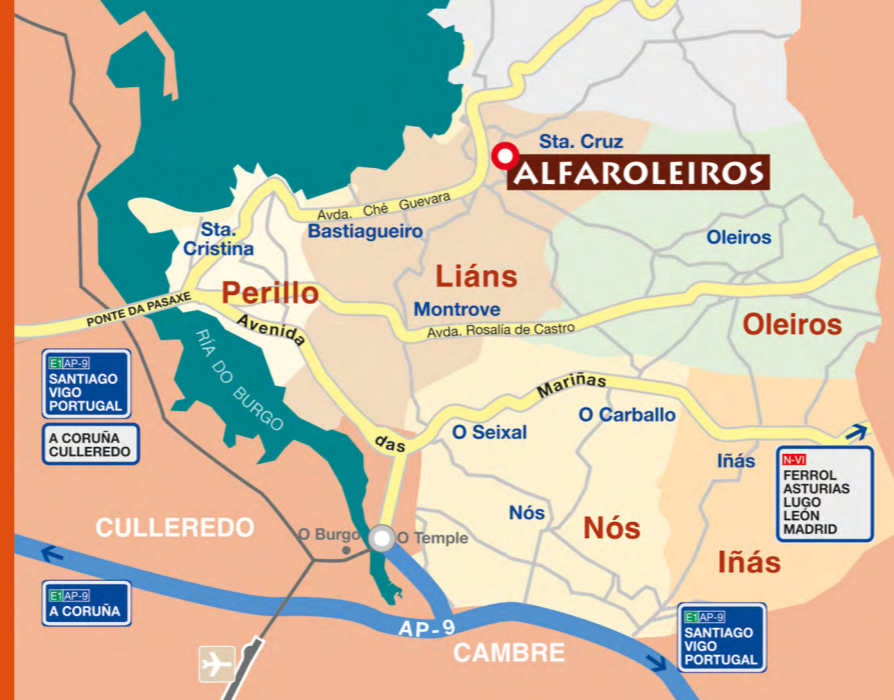 Sta. Cruz
ALFAROLEIROS
Avda. Ché Guevara
Sta.
Cristina
Bastiagueiro
Oleiros
Liáns
Perillo
PONTE DA PASAXE
Montrove
Avda. Rosalía de Castro
Oleiros
Avenida das Mariñas
RÍA DO BURGO
E1 AP-9
SANTIAGO
VIGO
PORTUGAL
A CORUÑA
CULLEREDO
O Seixal
O Carballo
Iñás
N-VI
FERROL
ASTURIAS
LUGO
LEÓN
MADRID
Nós
Nós
CULLEREDO
O Burgo
O Temple
Iñás
E1 AP-9
A CORUÑA
AP-9
CAMBRE
E1 AP-9
SANTIAGO
VIGO
PORTUGAL